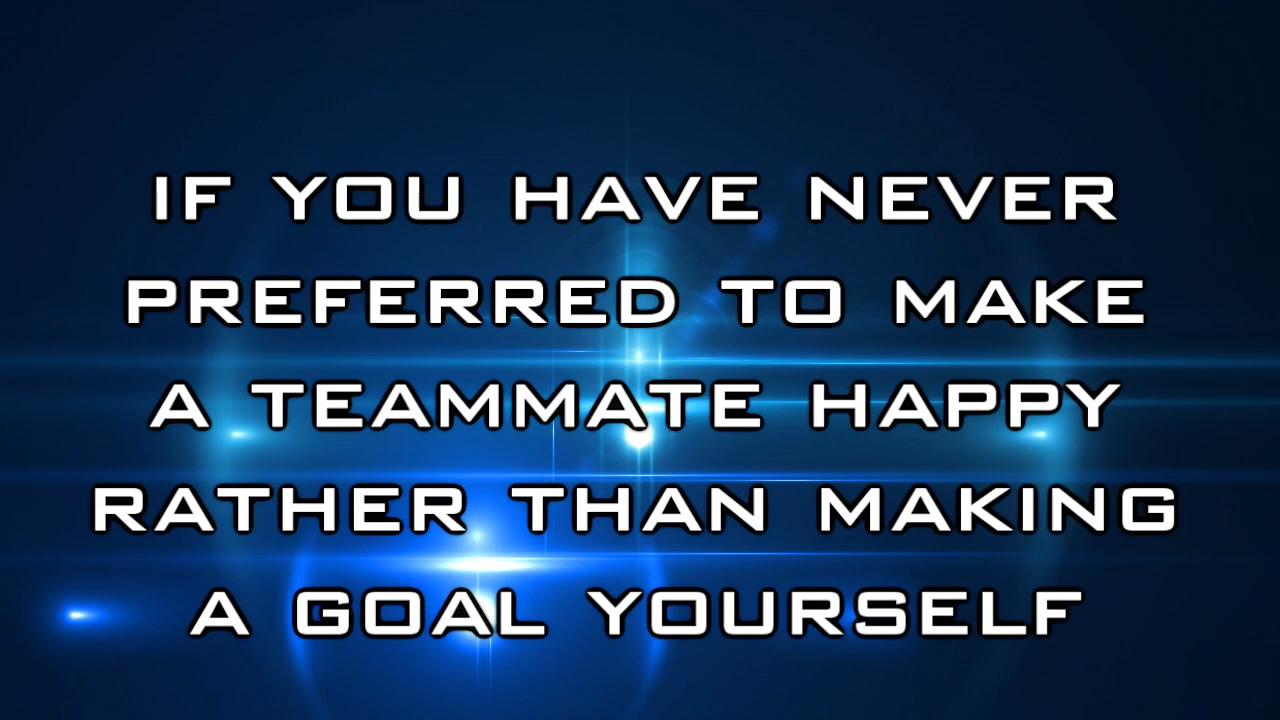 IF YOU HAVE NEVER
PREFERRED TO MAKE
A TEAMMATE HAPPY
RATHER THAN MAKING
A GOAL YOURSELF